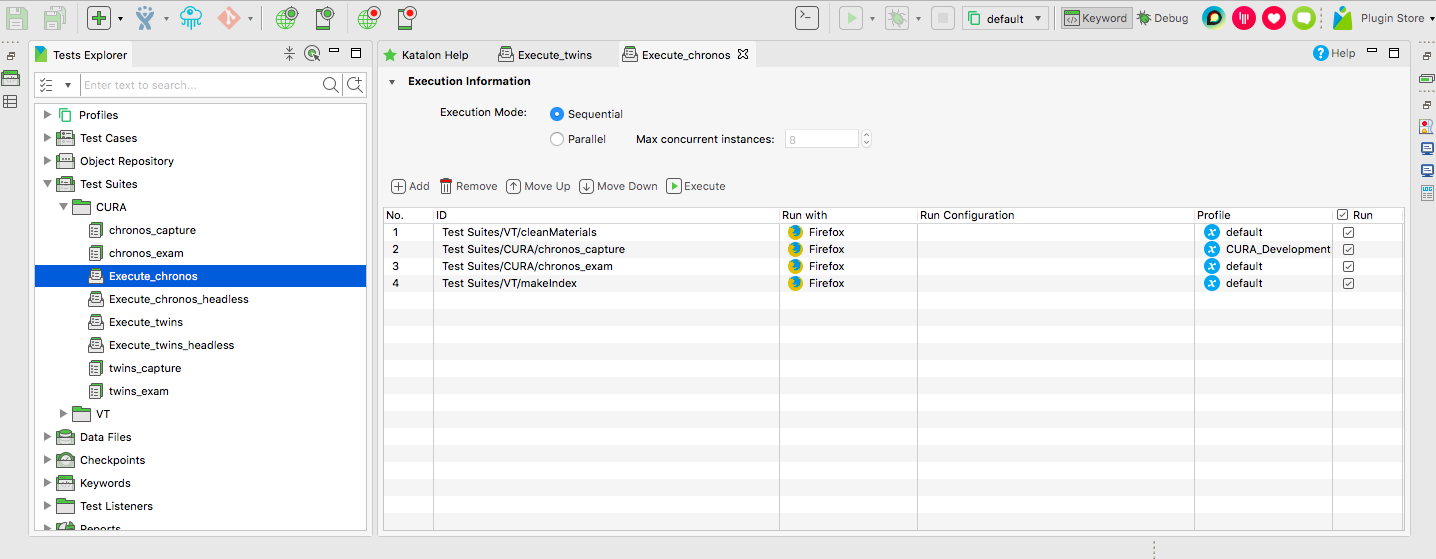 default
Keyword
Debug
Plugin Store
Tests Explorer
Enter text to search...
Profiles
Test Cases
Object Repository
Test Suites
CURA
chronos_capture
chronos_exam
Execute_chronos
Execute_chronos_headless
Execute_twins
Execute_twins_headless
twins_capture
twins_exam
VT
Data Files
Checkpoints
Keywords
Test Listeners
Reports
Katalon Help
Execute_twins
Execute_chronos
Help
Execution Information
Execution Mode:
Sequential
Parallel
Max concurrent instances:
8
Add
Remove
Move Up
Move Down
Execute
No. ID Run with Run Configuration Profile Run
1 Test Suites/VT/cleanMaterials Firefox default
2 Test Suites/CURA/chronos_capture Firefox CURA_Development
3 Test Suites/CURA/chronos_exam Firefox default
4 Test Suites/VT/makeIndex Firefox default